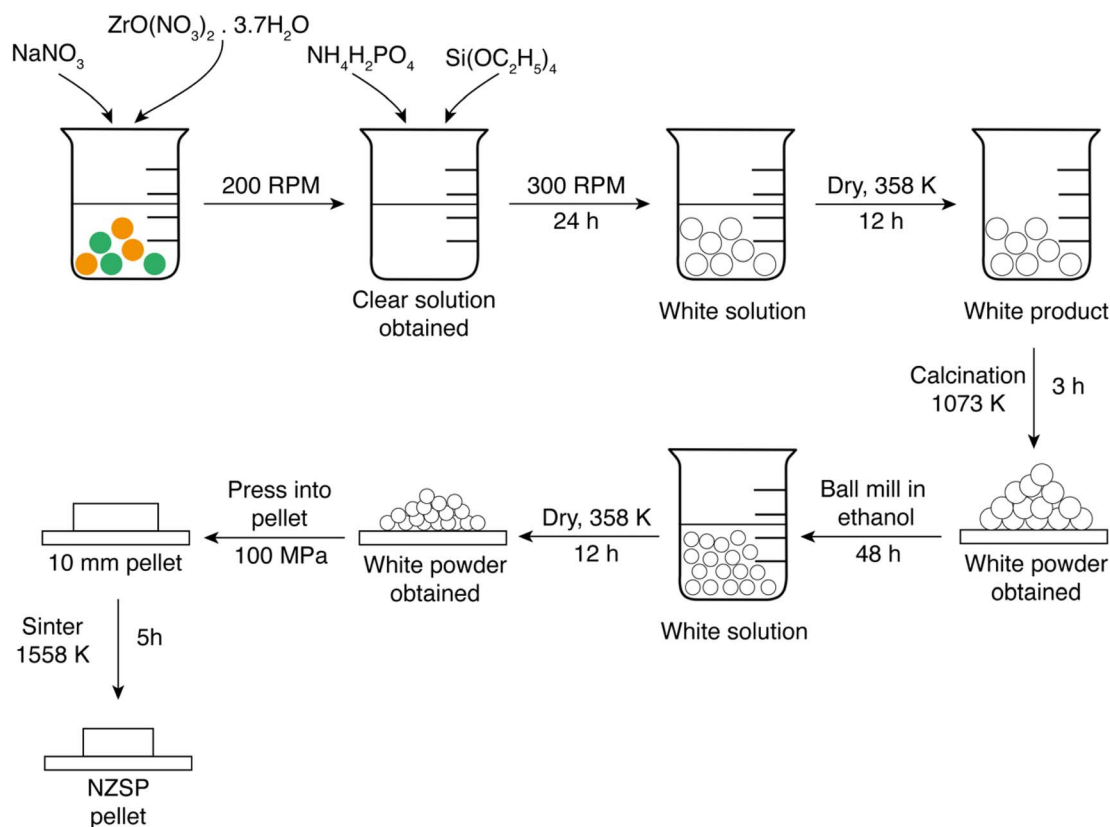 ZrO(NO₃)₂ . 3.7H₂O
NaNO₃
NH₄H₂PO₄
Si(OC₂H₅)₄
200 RPM
Clear solution
obtained
300 RPM
24 h
White solution
Dry, 358 K
12 h
White product
Calcination
1073 K
3 h
White powder
obtained
Ball mill in
ethanol
48 h
White solution
Dry, 358 K
12 h
White powder
obtained
Press into
pellet
100 MPa
10 mm pellet
Sinter
1558 K
5h
NZSP
pellet